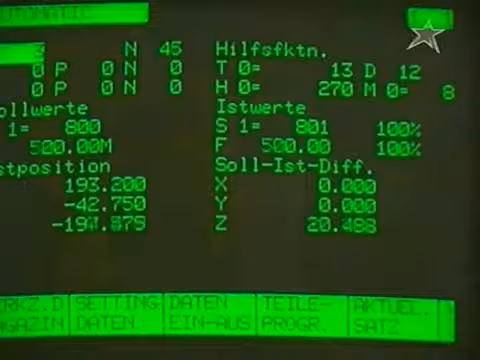 UTOMATIC
3 N 45 Hilfsfktn.
0 P 0 N 0 T 0= 13 D 12
0 P 0 N 0 H 0= 270 M 0= 8
ollwerte Istwerte
1= 800 S 1= 801 100%
500.00M F 500.00 100%
stposition Soll-Ist-Diff.
193.200 X 0.000
-42.750 Y 0.000
Z 20.488
ERKZ.D SETTING DATEN TEILE- AKTUEL.
AGAZIN DATEN EIN-AUS PROGR. SATZ